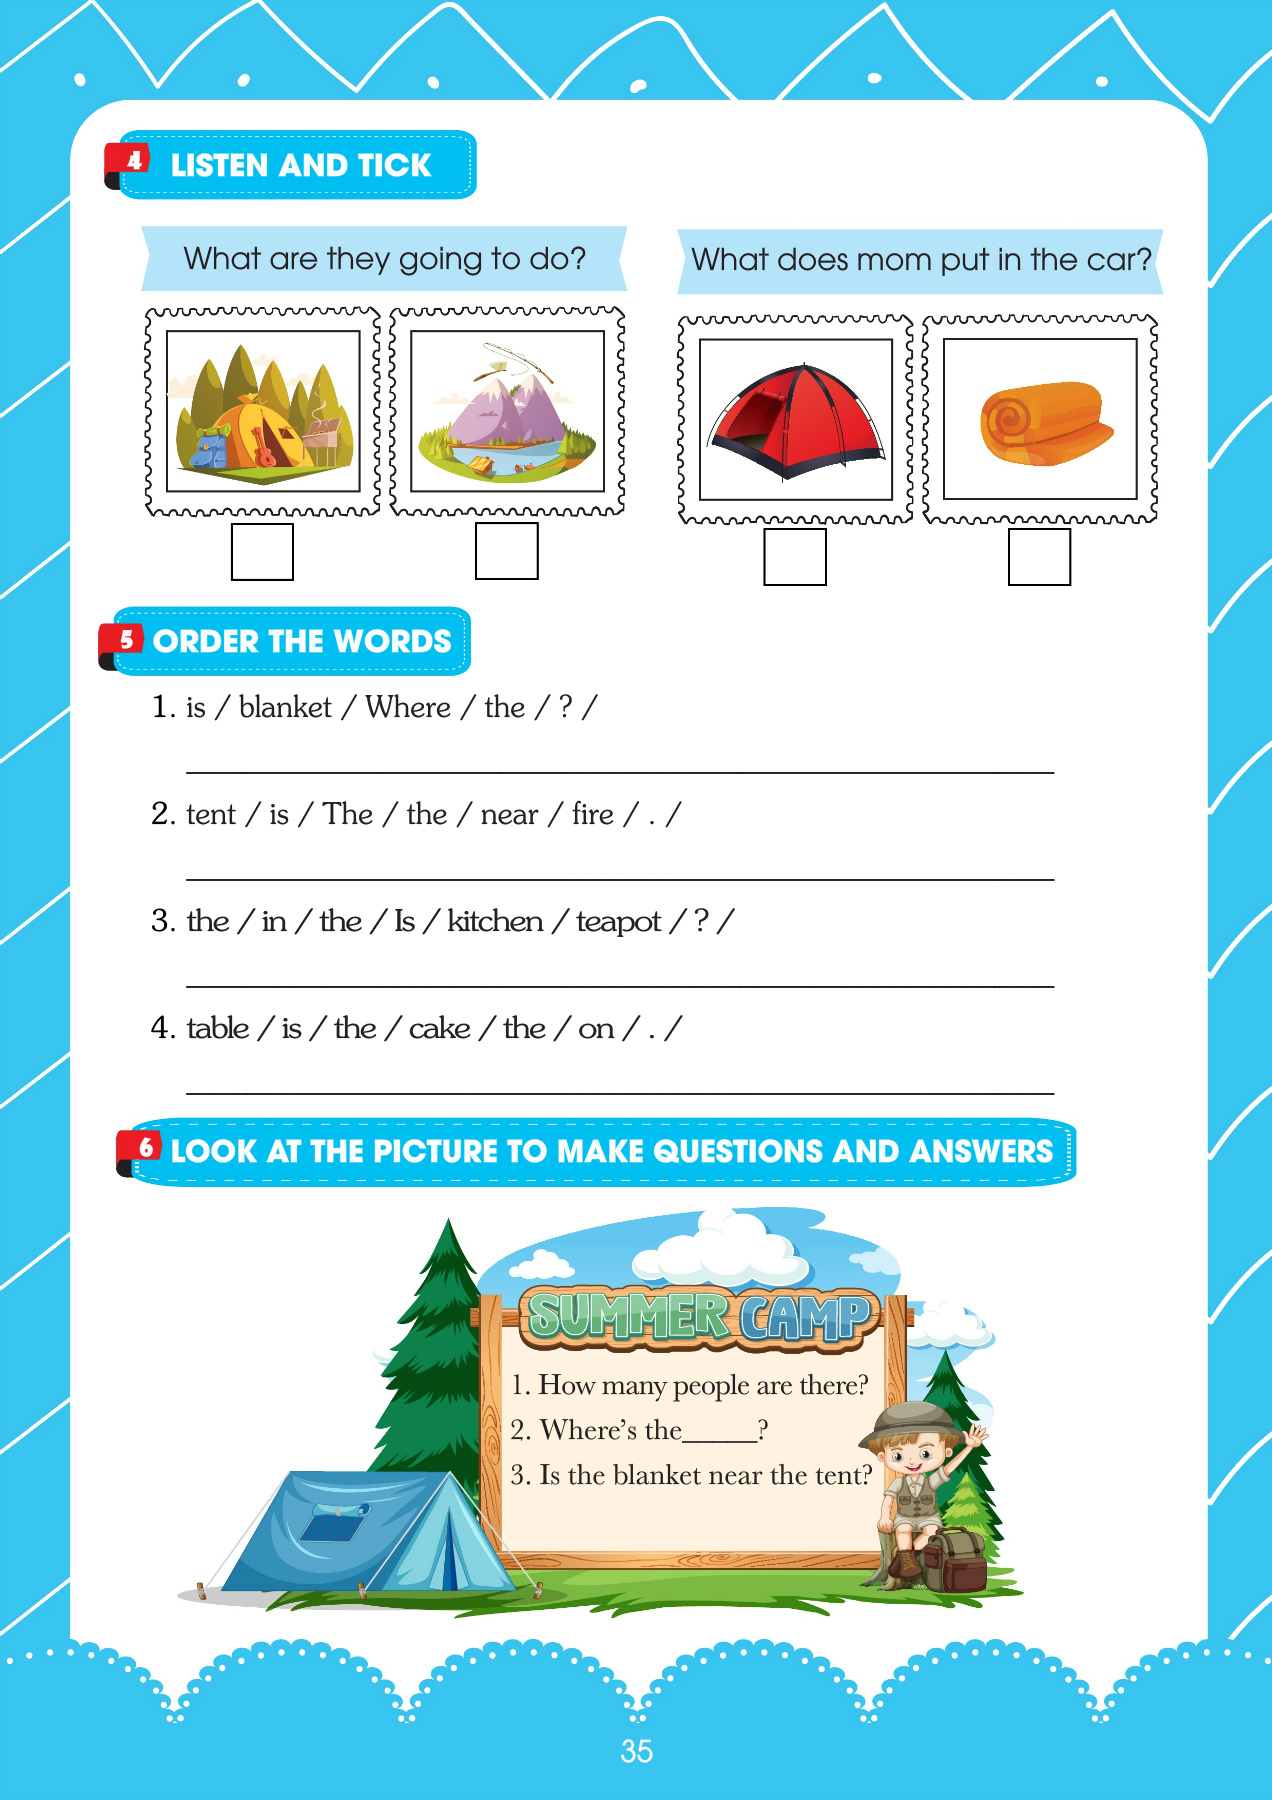 4 LISTEN AND TICK
What are they going to do?
What does mom put in the car?
5 ORDER THE WORDS
1. is / blanket / Where / the / ? /
2. tent / is / The / the / near / fire / . /
3. the / in / the / Is / kitchen / teapot / ? /
4. table / is / the / cake / the / on / . /
6 LOOK AT THE PICTURE TO MAKE QUESTIONS AND ANSWERS
SUMMER CAMP
1. How many people are there?
2. Where's the_____?
3. Is the blanket near the tent?
35